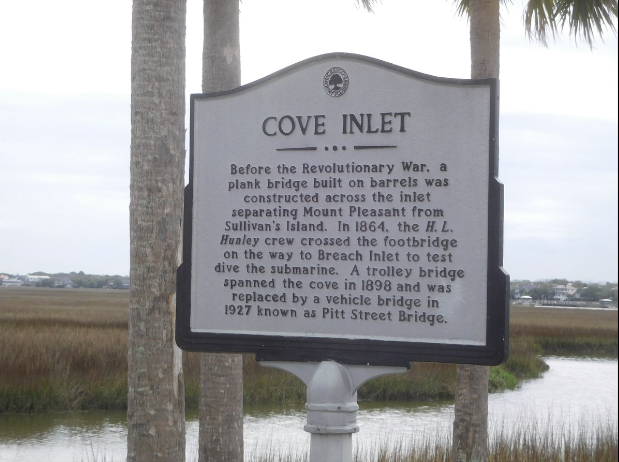 COVE INLET
Before the Revolutionary War, a
plank bridge built on barrels was
constructed across the inlet
separating Mount Pleasant from
Sullivan's Island. In 1864, the H. L.
Hunley crew crossed the footbridge
on the way to Breach Inlet to test
dive the submarine. A trolley bridge
spanned the cove in 1898 and was
replaced by a vehicle bridge in
1927 known as Pitt Street Bridge.